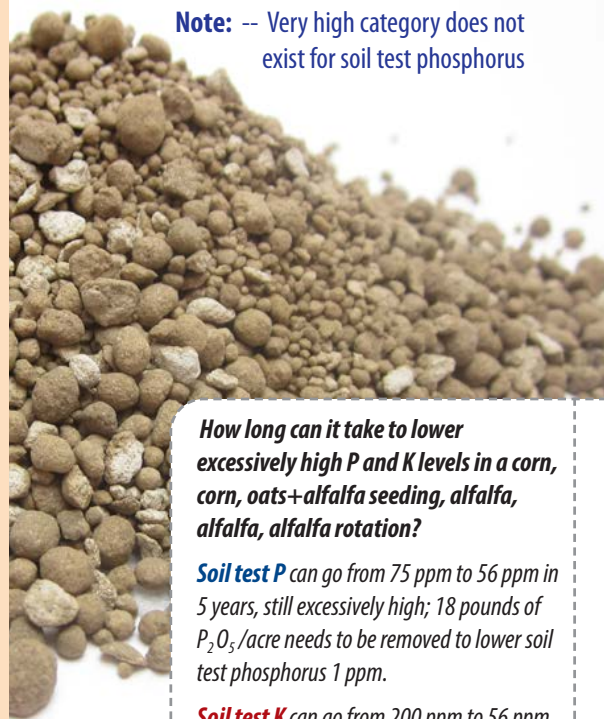 Note: -- Very high category does not
exist for soil test phosphorus
How long can it take to lower
excessively high P and K levels in a corn,
corn, oats+alfalfa seeding, alfalfa,
alfalfa, alfalfa rotation?
Soil test P can go from 75 ppm to 56 ppm in
5 years, still excessively high; 18 pounds of
P₂O₅/acre needs to be removed to lower soil
test phosphorus 1 ppm.
Soil test K can go from 200 ppm to 56 ppm